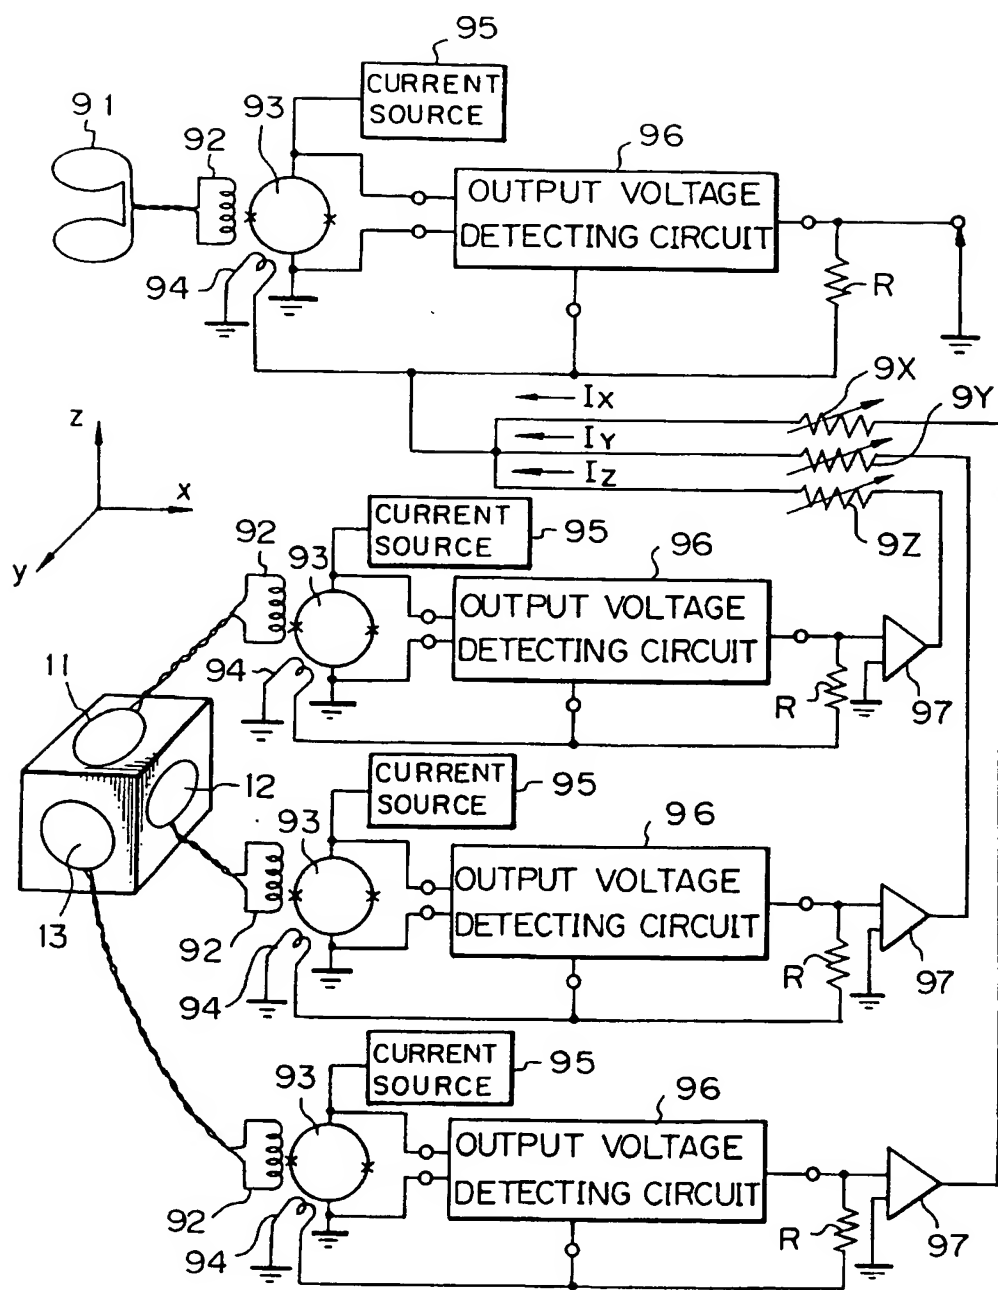 95
CURRENT
SOURCE
91
92
93
96
OUTPUT VOLTAGE
DETECTING CIRCUIT
94
R
9X
9Y
Ix
IY
Iz
9Z
z
x
y
CURRENT
SOURCE
95
92
93
96
OUTPUT VOLTAGE
DETECTING CIRCUIT
94
R
97
11
12
13
CURRENT
SOURCE
95
93
96
OUTPUT VOLTAGE
DETECTING CIRCUIT
92
94
R
97
CURRENT
SOURCE
95
93
96
OUTPUT VOLTAGE
DETECTING CIRCUIT
92
94
R
97